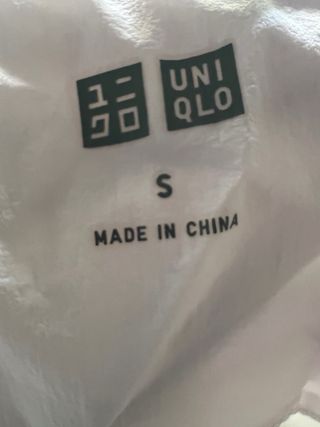 ユニ UNI
クロ QLO
S
MADE IN CHINA